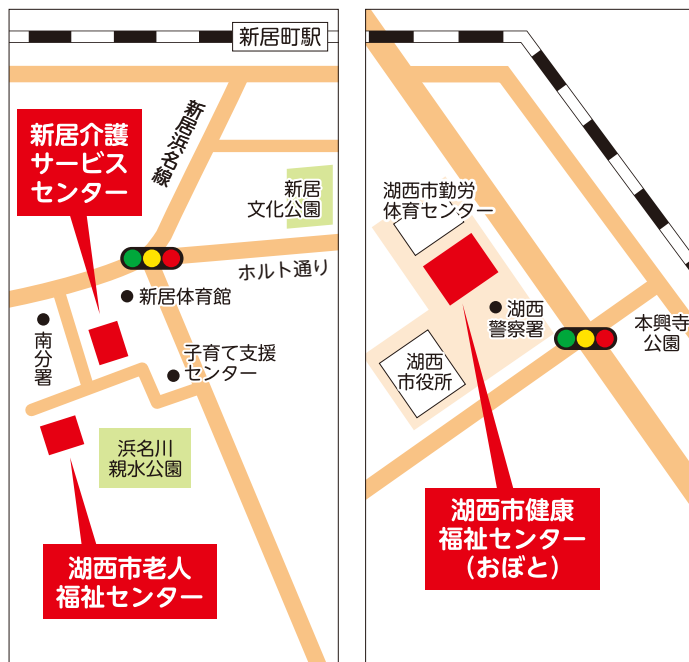 新居町駅
新居浜名線
新居介護
サービス
センター
新居
文化公園
ホルト通り
新居体育館
南分署
子育て支援
センター
浜名川
親水公園
湖西市老人
福祉センター
湖西市勤労
体育センター
湖西
警察署
本興寺
公園
湖西
市役所
湖西市健康
福祉センター
（おぼと）